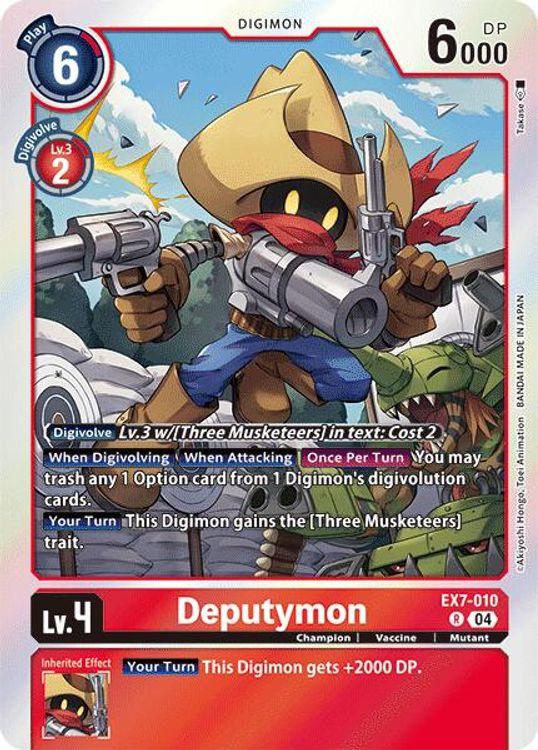 DIGIMON
Play
6
DP
6000
Digivolve
Lv.3
2
Takase
Digivolve Lv.3 w/[Three Musketeers] in text: Cost 2
When Digivolving When Attacking Once Per Turn You may
trash any 1 Option card from 1 Digimon's digivolution
cards.
Your Turn This Digimon gains the [Three Musketeers]
trait.
©Akiyoshi Hongo, Toei Animation BANDAI MADE IN JAPAN
Lv.4
Deputymon
EX7-010
R 04
Champion | Vaccine | Mutant
Inherited Effect
Your Turn This Digimon gets +2000 DP.